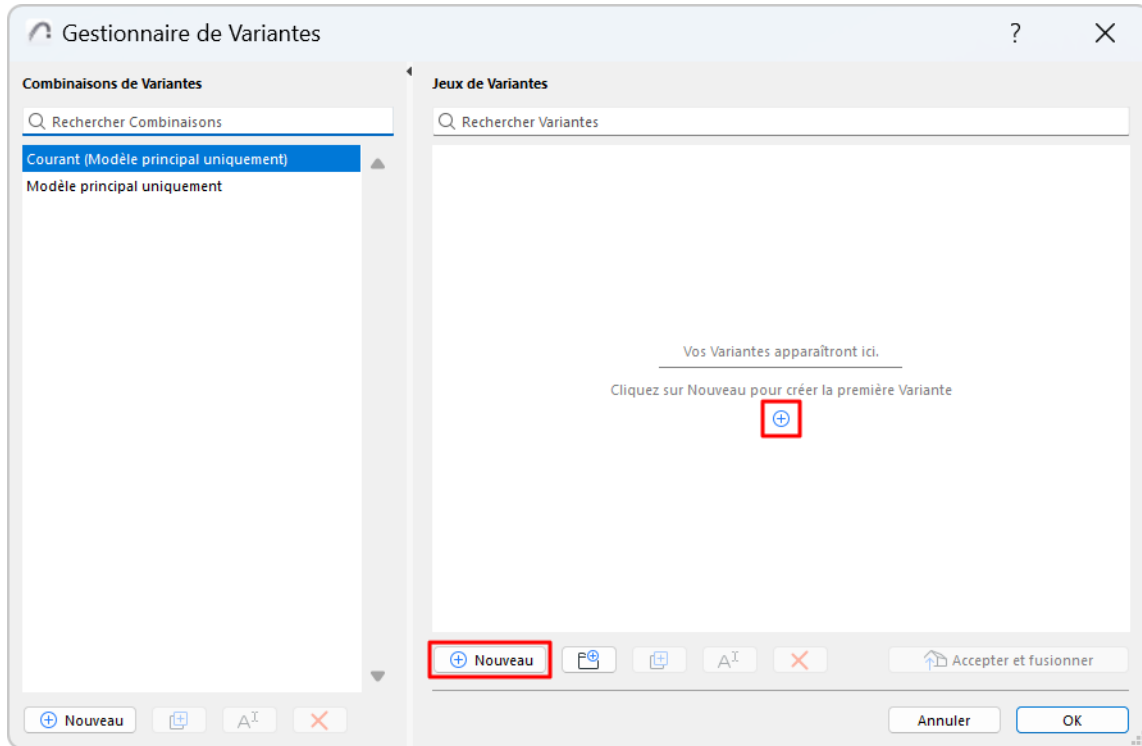 Gestionnaire de Variantes
?
Combinaisons de Variantes
Rechercher Combinaisons
Courant (Modèle principal uniquement)
Modèle principal uniquement
Nouveau
Jeux de Variantes
Rechercher Variantes
Vos Variantes apparaîtront ici.
Cliquez sur Nouveau pour créer la première Variante
Nouveau
Accepter et fusionner
Annuler
OK